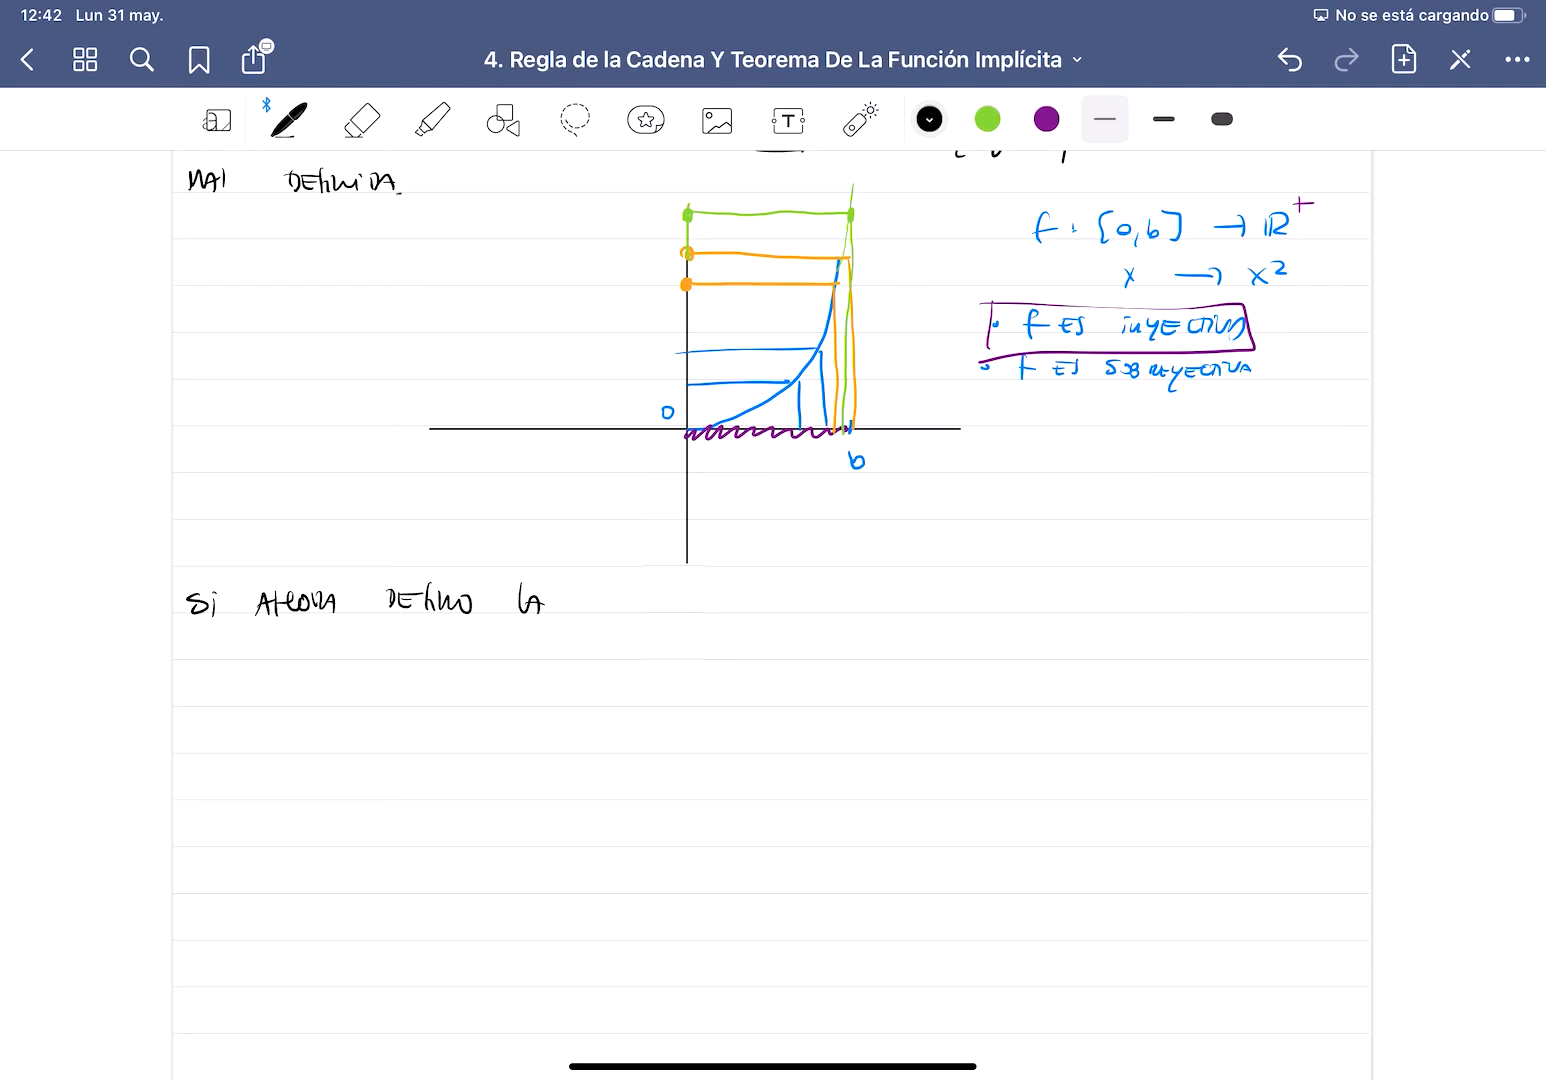 12:42 Lun 31 may. No se está cargando
4. Regla de la Cadena Y Teorema De La Función Implícita
MAl DEfiniDA.
f : [0,b] → R+
x → x²
• f ES inyECTiVA
• f ES SOBREyECTiVA
0
b
Si AHORA DEfiNO LA